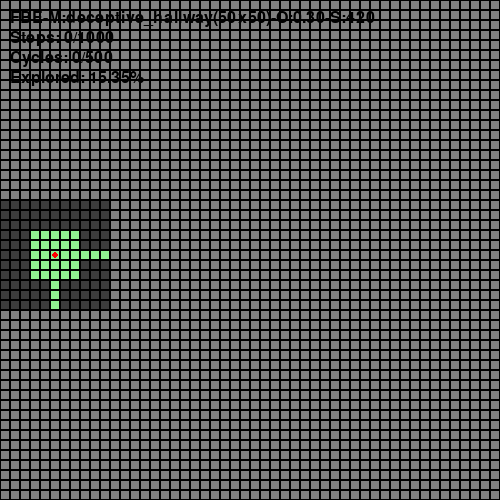 FBE-M:deceptive_hallway(50x50)-O:0.30-S:420
Steps: 0/1000
Cycles: 0/500
Explored: 15.35%